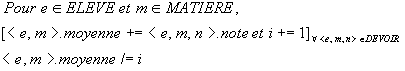 Pour e ∈ ELEVE et m ∈ MATIERE ,
[< e, m >.moyenne += < e, m, n >.note et i += 1]∀ <e, m, n> ∈DEVOIR
< e, m >.moyenne /= i